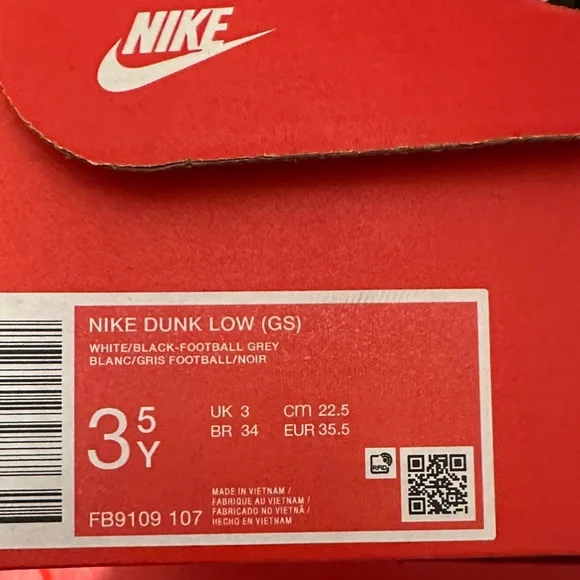 NIKE
NIKE DUNK LOW (GS)
WHITE/BLACK-FOOTBALL GREY
BLANC/GRIS FOOTBALL/NOIR
3.5Y
UK 3 cm 22.5
BR 34 EUR 35.5
RFID
MADE IN VIETNAM /
FABRIQUE AU VIETNAM /
FABRICADO NO VIETNÃ /
HECHO EN VIETNAM
FB9109 107